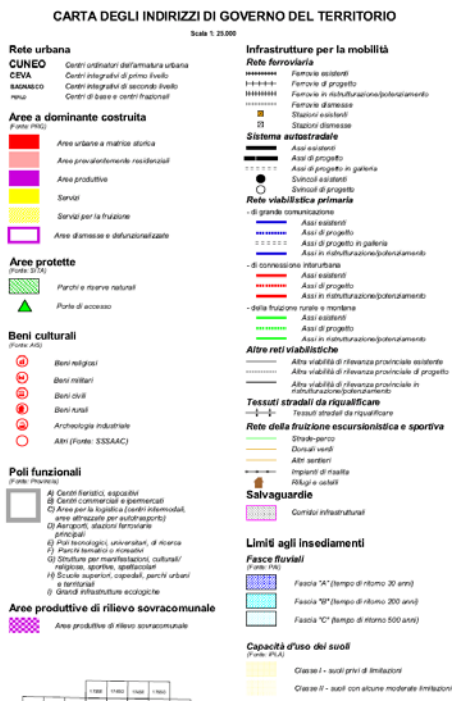 CARTA DEGLI INDIRIZZI DI GOVERNO DEL TERRITORIO
Scala 1: 25.000
Rete urbana
CUNEO Centri ordinatori dell'armatura urbana
CEVA Centri integrativi di primo livello
BAGNASCO Centri integrativi di secondo livello
Centri di base e centri frazionali
Aree a dominante costruita
(Fonte: PRG)
Aree urbane a matrice storica
Aree prevalentemente residenziali
Aree produttive
Servizi
Servizi per la fruizione
Aree dismesse e defunzionalizzate
Aree protette
(Fonte: SITA)
Parchi e riserve naturali
Porte di accesso
Beni culturali
(Fonte: AIS)
Beni religiosi
Beni militari
Beni civili
Beni rurali
Archeologia industriale
Altri (Fonte: SSSAAC)
Poli funzionali
(Fonte: Provincia)
A) Centri fieristici, espositivi
B) Centri commerciali e ipermercati
C) Aree per la logistica (centri intermodali,
aree attrezzate per autotrasporto)
D) Aeroporti, stazioni ferroviarie
principali
E) Poli tecnologici, universitari, di ricerca
F) Parchi tematici o ricreativi
G) Strutture per manifestazioni, culturali/
religiose, sportive, spettacolari
H) Scuole superiori, ospedali, parchi urbani
e territoriali
I) Grandi infrastrutture ecologiche
Aree produttive di rilievo sovracomunale
Aree produttive di rilievo sovracomunale
Infrastrutture per la mobilità
Rete ferroviaria
Ferrovie esistenti
Ferrovie di progetto
Ferrovie in ristrutturazione/potenziamento
Ferrovie dismesse
Stazioni esistenti
Stazioni dismesse
Sistema autostradale
Assi esistenti
Assi di progetto
Assi di progetto in galleria
Svincoli esistenti
Svincoli di progetto
Rete viabilistica primaria
- di grande comunicazione
Assi esistenti
Assi di progetto
Assi di progetto in galleria
Assi in ristrutturazione/potenziamento
- di connessione interurbana
Assi esistenti
Assi di progetto
Assi in ristrutturazione/potenziamento
- della fruizione rurale e montana
Assi esistenti
Assi di progetto
Assi in ristrutturazione/potenziamento
Altre reti viabilistiche
Altra viabilità di rilevanza provinciale esistente
Altra viabilità di rilevanza provinciale di progetto
Altra viabilità di rilevanza provinciale in
ristrutturazione/potenziamento
Tessuti stradali da riqualificare
Tessuti stradali da riqualificare
Rete della fruizione escursionistica e sportiva
Strade-parco
Dorsali verdi
Altri sentieri
Impianti di risalita
Rifugi e ostelli
Salvaguardie
Corridoi infrastrutturali
Limiti agli insediamenti
Fasce fluviali
(Fonte: PAI)
Fascia "A" (tempo di ritorno 30 anni)
Fascia "B" (tempo di ritorno 200 anni)
Fascia "C" (tempo di ritorno 500 anni)
Capacità d'uso dei suoli
(Fonte: IPLA)
Classe I - suoli privi di limitazioni
Classe II - suoli con alcune moderate limitazioni